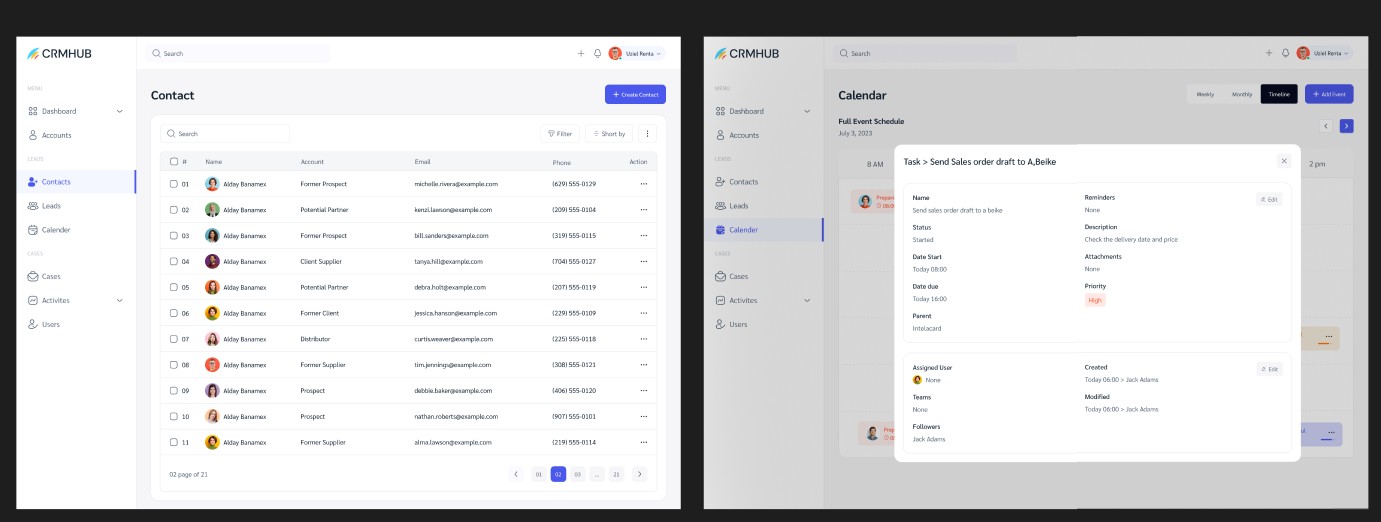 CRMHUB
Search
Uziel Renta
MENU
Dashboard
Accounts
LEADS
Contacts
Leads
Calender
CASES
Cases
Activites
Users
Contact
+ Create Contact
Search
Filter
Short by
# Name Account Email Phone Action
01 Alday Banamex Former Prospect michelle.rivera@example.com (629) 555-0129
02 Alday Banamex Potential Partner kenzi.lawson@example.com (209) 555-0104
03 Alday Banamex Former Prospect bill.sanders@example.com (319) 555-0115
04 Alday Banamex Client Supplier tanya.hill@example.com (704) 555-0127
05 Alday Banamex Potential Partner debra.holt@example.com (207) 555-0119
06 Alday Banamex Former Client jessica.hanson@example.com (229) 555-0109
07 Alday Banamex Distributor curtis.weaver@example.com (225) 555-0118
08 Alday Banamex Former Supplier tim.jennings@example.com (308) 555-0121
09 Alday Banamex Prospect debbie.baker@example.com (406) 555-0120
10 Alday Banamex Prospect nathan.roberts@example.com (907) 555-0101
11 Alday Banamex Former Supplier alma.lawson@example.com (219) 555-0114
02 page of 21
01 02 03 ... 21
CRMHUB
Search
Uziel Renta
MENU
Dashboard
Accounts
LEAD
Contacts
Leads
Calender
CASES
Cases
Activites
Users
Calendar
Weekly Monthly Timeline
+ Add Event
Full Event Schedule
July 3, 2023
8 AM
2 pm
Task > Send Sales order draft to A,Beike
Name
Send sales order draft to a beike
Status
Started
Date Start
Today 08:00
Date due
Today 16:00
Parent
Intelacard
Reminders
None
Description
Check the delivery date and price
Attachments
None
Priority
High
Edit
Assigned User
None
Teams
None
Followers
Jack Adams
Created
Today 06:00 > Jack Adams
Modified
Today 06:00 > Jack Adams
Edit